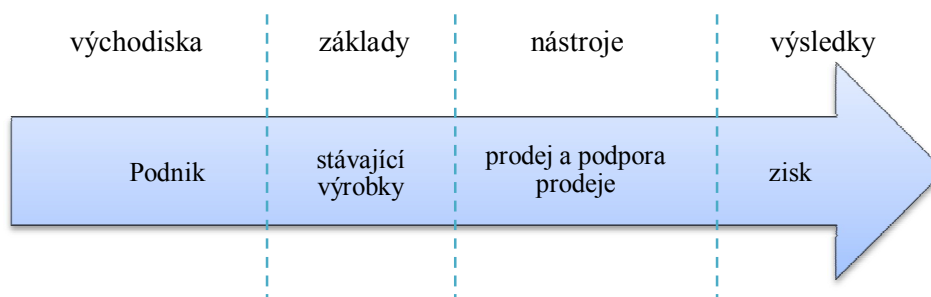 východiska základy nástroje výsledky
Podnik
stávající
výrobky
prodej a podpora
prodeje
zisk